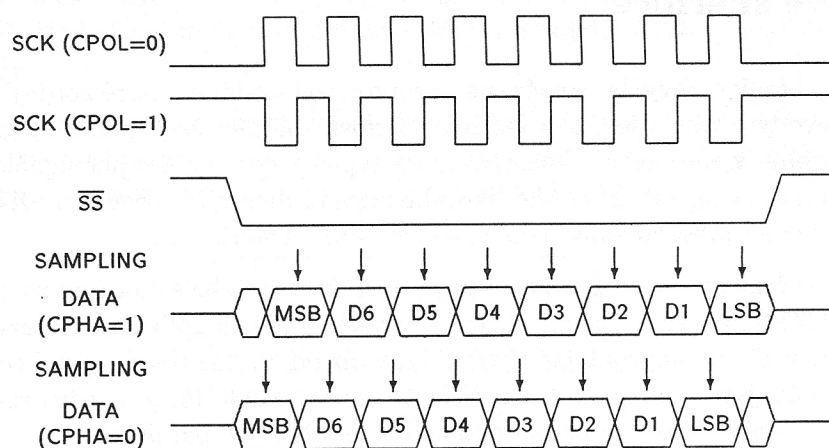 SCK (CPOL=0)
SCK (CPOL=1)
SS
SAMPLING
DATA
(CPHA=1)
MSB D6 D5 D4 D3 D2 D1 LSB
SAMPLING
DATA
(CPHA=0)
MSB D6 D5 D4 D3 D2 D1 LSB